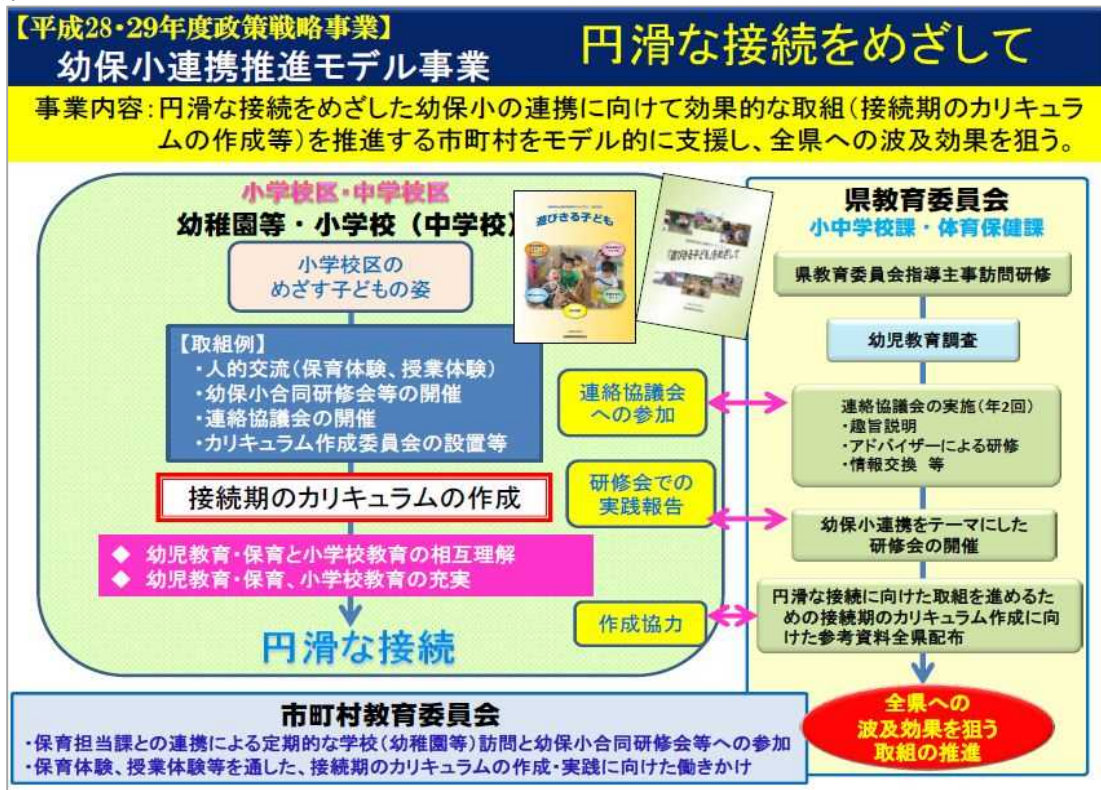 【平成28・29年度政策戦略事業】
幼保小連携推進モデル事業
円滑な接続をめざして
事業内容：円滑な接続をめざした幼保小の連携に向けて効果的な取組（接続期のカリキュラ
ムの作成等）を推進する市町村をモデル的に支援し、全県への波及効果を狙う。
小学校区・中学校区
幼稚園等・小学校（中学校）
小学校区の
めざす子どもの姿
【取組例】
・人的交流（保育体験、授業体験）
・幼保小合同研修会等の開催
・連絡協議会の開催
・カリキュラム作成委員会の設置等
接続期のカリキュラムの作成
◆ 幼児教育・保育と小学校教育の相互理解
◆ 幼児教育・保育、小学校教育の充実
円滑な接続
遊びきる子ども
「遊びきる子ども」をめざして
連絡協議会
への参加
研修会での
実践報告
作成協力
県教育委員会
小中学校課・体育保健課
県教育委員会指導主事訪問研修
幼児教育調査
連絡協議会の実施（年2回）
・趣旨説明
・アドバイザーによる研修
・情報交換 等
幼保小連携をテーマにした
研修会の開催
円滑な接続に向けた取組を進めるた
めの接続期のカリキュラム作成に向
けた参考資料全県配布
全県への
波及効果を狙う
取組の推進
市町村教育委員会
・保育担当課との連携による定期的な学校（幼稚園等）訪問と幼保小合同研修会等への参加
・保育体験、授業体験等を通した、接続期のカリキュラムの作成・実践に向けた働きかけ